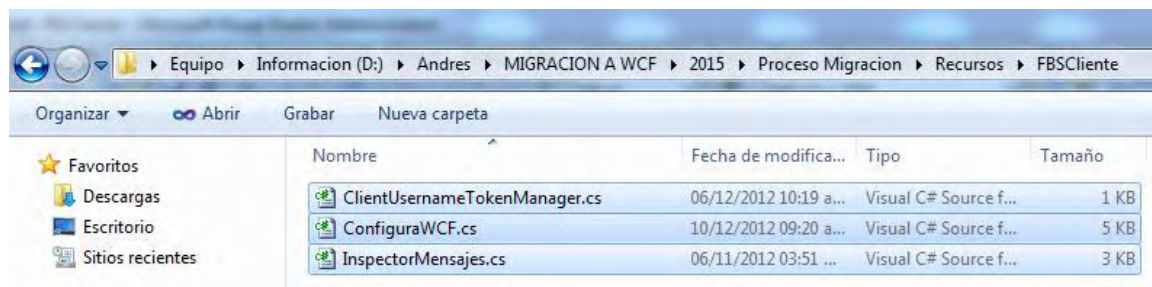 Equipo ▸ Informacion (D:) ▸ Andres ▸ MIGRACION A WCF ▸ 2015 ▸ Proceso Migracion ▸ Recursos ▸ FBSCliente
Organizar Abrir Grabar Nueva carpeta
Favoritos
Descargas
Escritorio
Sitios recientes
Nombre Fecha de modifica... Tipo Tamaño
ClientUsernameTokenManager.cs 06/12/2012 10:19 a... Visual C# Source f... 1 KB
ConfiguraWCF.cs 10/12/2012 09:20 a... Visual C# Source f... 5 KB
InspectorMensajes.cs 06/11/2012 03:51 ... Visual C# Source f... 3 KB